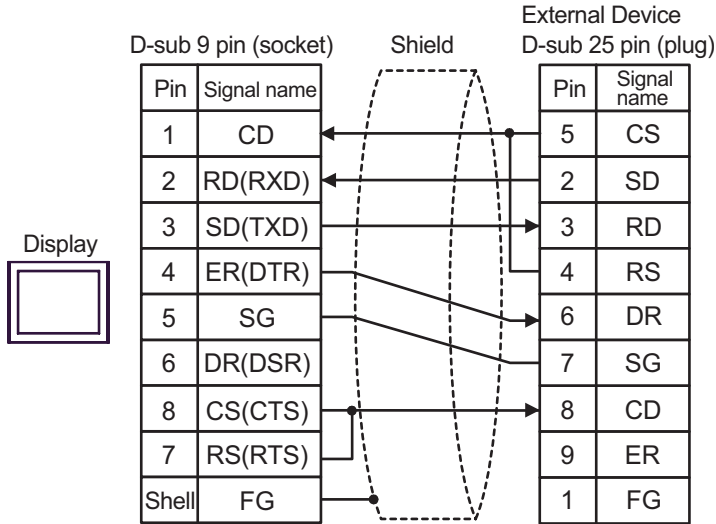 External Device
D-sub 9 pin (socket) Shield D-sub 25 pin (plug)
Pin Signal name Pin Signal name
1 CD 5 CS
2 RD(RXD) 2 SD
3 SD(TXD) 3 RD
Display
4 ER(DTR) 4 RS
5 SG 6 DR
6 DR(DSR) 7 SG
8 CS(CTS) 8 CD
7 RS(RTS) 9 ER
Shell FG 1 FG